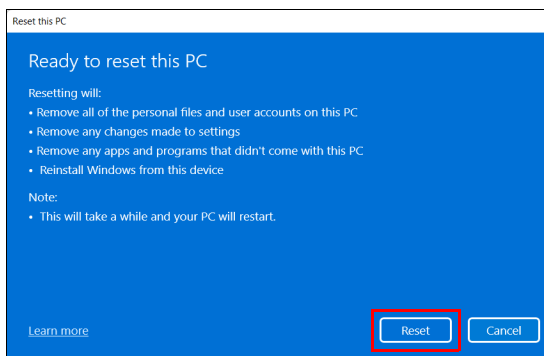 Reset this PC
Ready to reset this PC
Resetting will:
• Remove all of the personal files and user accounts on this PC
• Remove any changes made to settings
• Remove any apps and programs that didn't come with this PC
• Reinstall Windows from this device
Note:
• This will take a while and your PC will restart.
Learn more
Reset
Cancel